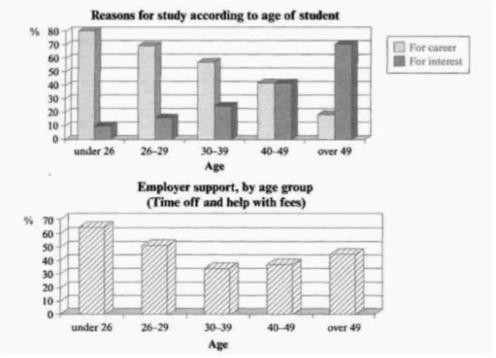 Reasons for study according to age of student
%
80
70
60
50
40
30
20
10
0
For career
For interest
under 26 26–29 30–39 40–49 over 49
Age
Employer support, by age group
(Time off and help with fees)
%
70
60
50
40
30
20
10
0
under 26 26–29 30–39 40–49 over 49
Age